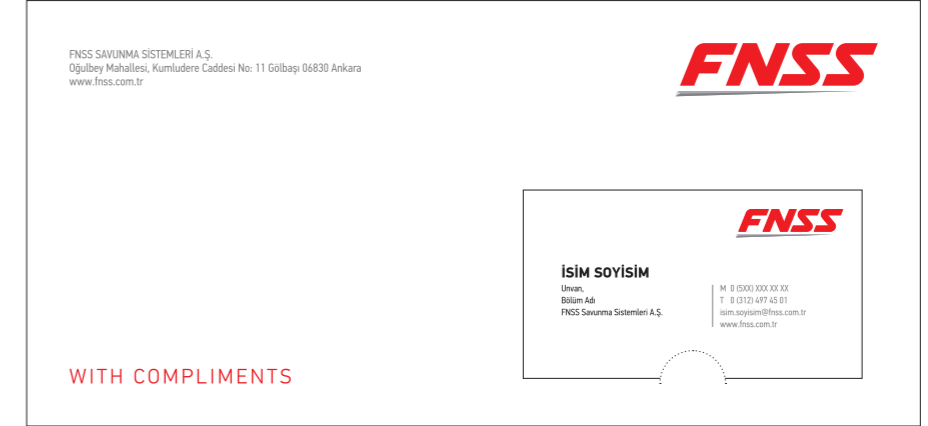 FNSS SAVUNMA SİSTEMLERİ A.Ş.
Oğulbey Mahallesi, Kumludere Caddesi No: 11 Gölbaşı 06830 Ankara
www.fnss.com.tr
FNSS
FNSS
İSİM SOYİSİM
Unvan,
Bölüm Adı
FNSS Savunma Sistemleri A.Ş.
M 0 (5XX) XXX XX XX
T 0 (312) 497 45 01
isim.soyisim@fnss.com.tr
www.fnss.com.tr
WITH COMPLIMENTS